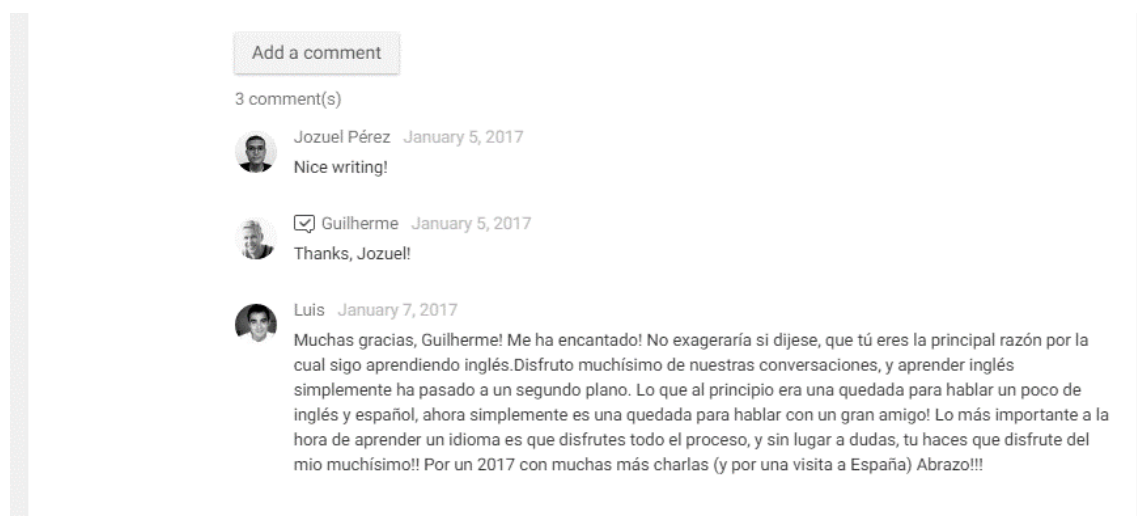 Add a comment
3 comment(s)
Jozuel Pérez January 5, 2017
Nice writing!
Guilherme January 5, 2017
Thanks, Jozuel!
Luis January 7, 2017
Muchas gracias, Guilherme! Me ha encantado! No exageraría si dijese, que tú eres la principal razón por la
cual sigo aprendiendo inglés.Disfruto muchísimo de nuestras conversaciones, y aprender inglés
simplemente ha pasado a un segundo plano. Lo que al principio era una quedada para hablar un poco de
inglés y español, ahora simplemente es una quedada para hablar con un gran amigo! Lo más importante a la
hora de aprender un idioma es que disfrutes todo el proceso, y sin lugar a dudas, tu haces que disfrute del
mio muchísimo!! Por un 2017 con muchas más charlas (y por una visita a España) Abrazo!!!